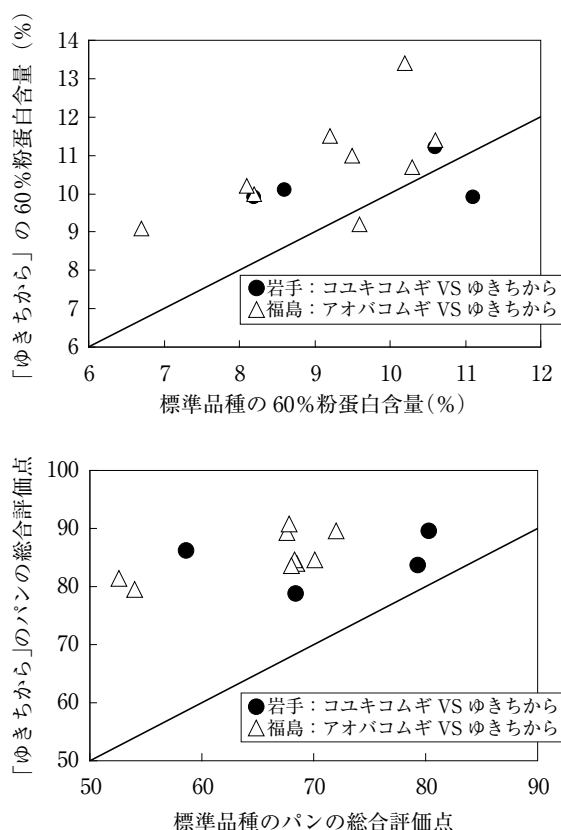 「ゆきちから」の60%粉蛋白含量(%)
14
13
12
11
10
9
8
7
6
●岩手：コユキコムギ VS ゆきちから
△福島：アオバコムギ VS ゆきちから
6 7 8 9 10 11 12
標準品種の 60%粉蛋白含量(%)
「ゆきちから」のパンの総合評価点
100
90
80
70
60
50
●岩手：コユキコムギ VS ゆきちから
△福島：アオバコムギ VS ゆきちから
50 60 70 80 90
標準品種のパンの総合評価点